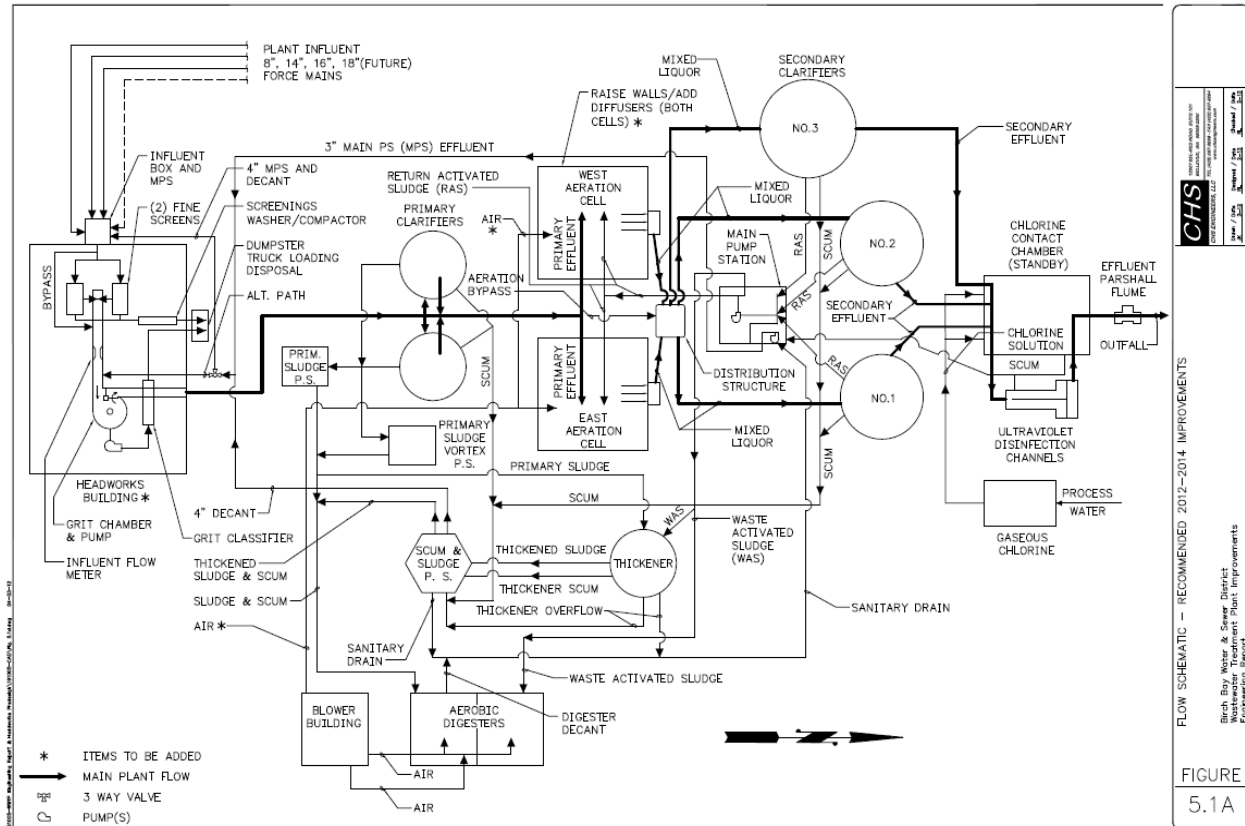 PLANT INFLUENT
8", 14", 16", 18"(FUTURE)
FORCE MAINS
INFLUENT
BOX AND
MPS
4" MPS AND
DECANT
(2) FINE
SCREENS
SCREENINGS
WASHER/COMPACTOR
DUMPSTER
TRUCK LOADING
DISPOSAL
BYPASS
ALT. PATH
HEADWORKS
BUILDING *
GRIT CHAMBER
& PUMP
INFLUENT FLOW
METER
GRIT CLASSIFIER
4" DECANT
THICKENED
SLUDGE & SCUM
SLUDGE & SCUM
AIR *
3" MAIN PS (MPS) EFFLUENT
RETURN ACTIVATED
SLUDGE (RAS)
PRIMARY
CLARIFIERS
AIR
*
AERATION
BYPASS
PRIM.
SLUDGE
P.S.
SCUM
PRIMARY
SLUDGE
VORTEX
P.S.
PRIMARY SLUDGE
RAISE WALLS/ADD
DIFFUSERS (BOTH
CELLS) *
WEST
AERATION
CELL
PRIMARY
EFFLUENT
PRIMARY
EFFLUENT
EAST
AERATION
CELL
MIXED
LIQUOR
SECONDARY
CLARIFIERS
NO.3
MIXED
LIQUOR
MAIN
PUMP
STATION
RAS
SCUM
NO.2
RAS
SECONDARY
EFFLUENT
RAS
NO.1
DISTRIBUTION
STRUCTURE
MIXED
LIQUOR
SCUM
SECONDARY
EFFLUENT
CHLORINE
CONTACT
CHAMBER
(STANDBY)
EFFLUENT
PARSHALL
FLUME
CHLORINE
SOLUTION
OUTFALL
SCUM
ULTRAVIOLET
DISINFECTION
CHANNELS
PROCESS
WATER
GASEOUS
CHLORINE
SCUM
WAS
WASTE
ACTIVATED
SLUDGE
(WAS)
SCUM &
SLUDGE
P. S.
THICKENED SLUDGE
THICKENER
THICKENER SCUM
THICKENER OVERFLOW
SANITARY DRAIN
SANITARY
DRAIN
WASTE ACTIVATED SLUDGE
BLOWER
BUILDING
AEROBIC
DIGESTERS
DIGESTER
DECANT
AIR
AIR
* ITEMS TO BE ADDED
MAIN PLANT FLOW
3 WAY VALVE
PUMP(S)
CHS
CHS ENGINEERS, LLC
FLOW SCHEMATIC – RECOMMENDED 2012–2014 IMPROVEMENTS
Birch Bay Water & Sewer District
Wastewater Treatment Plant Improvements
Engineering Report
FIGURE
5.1A